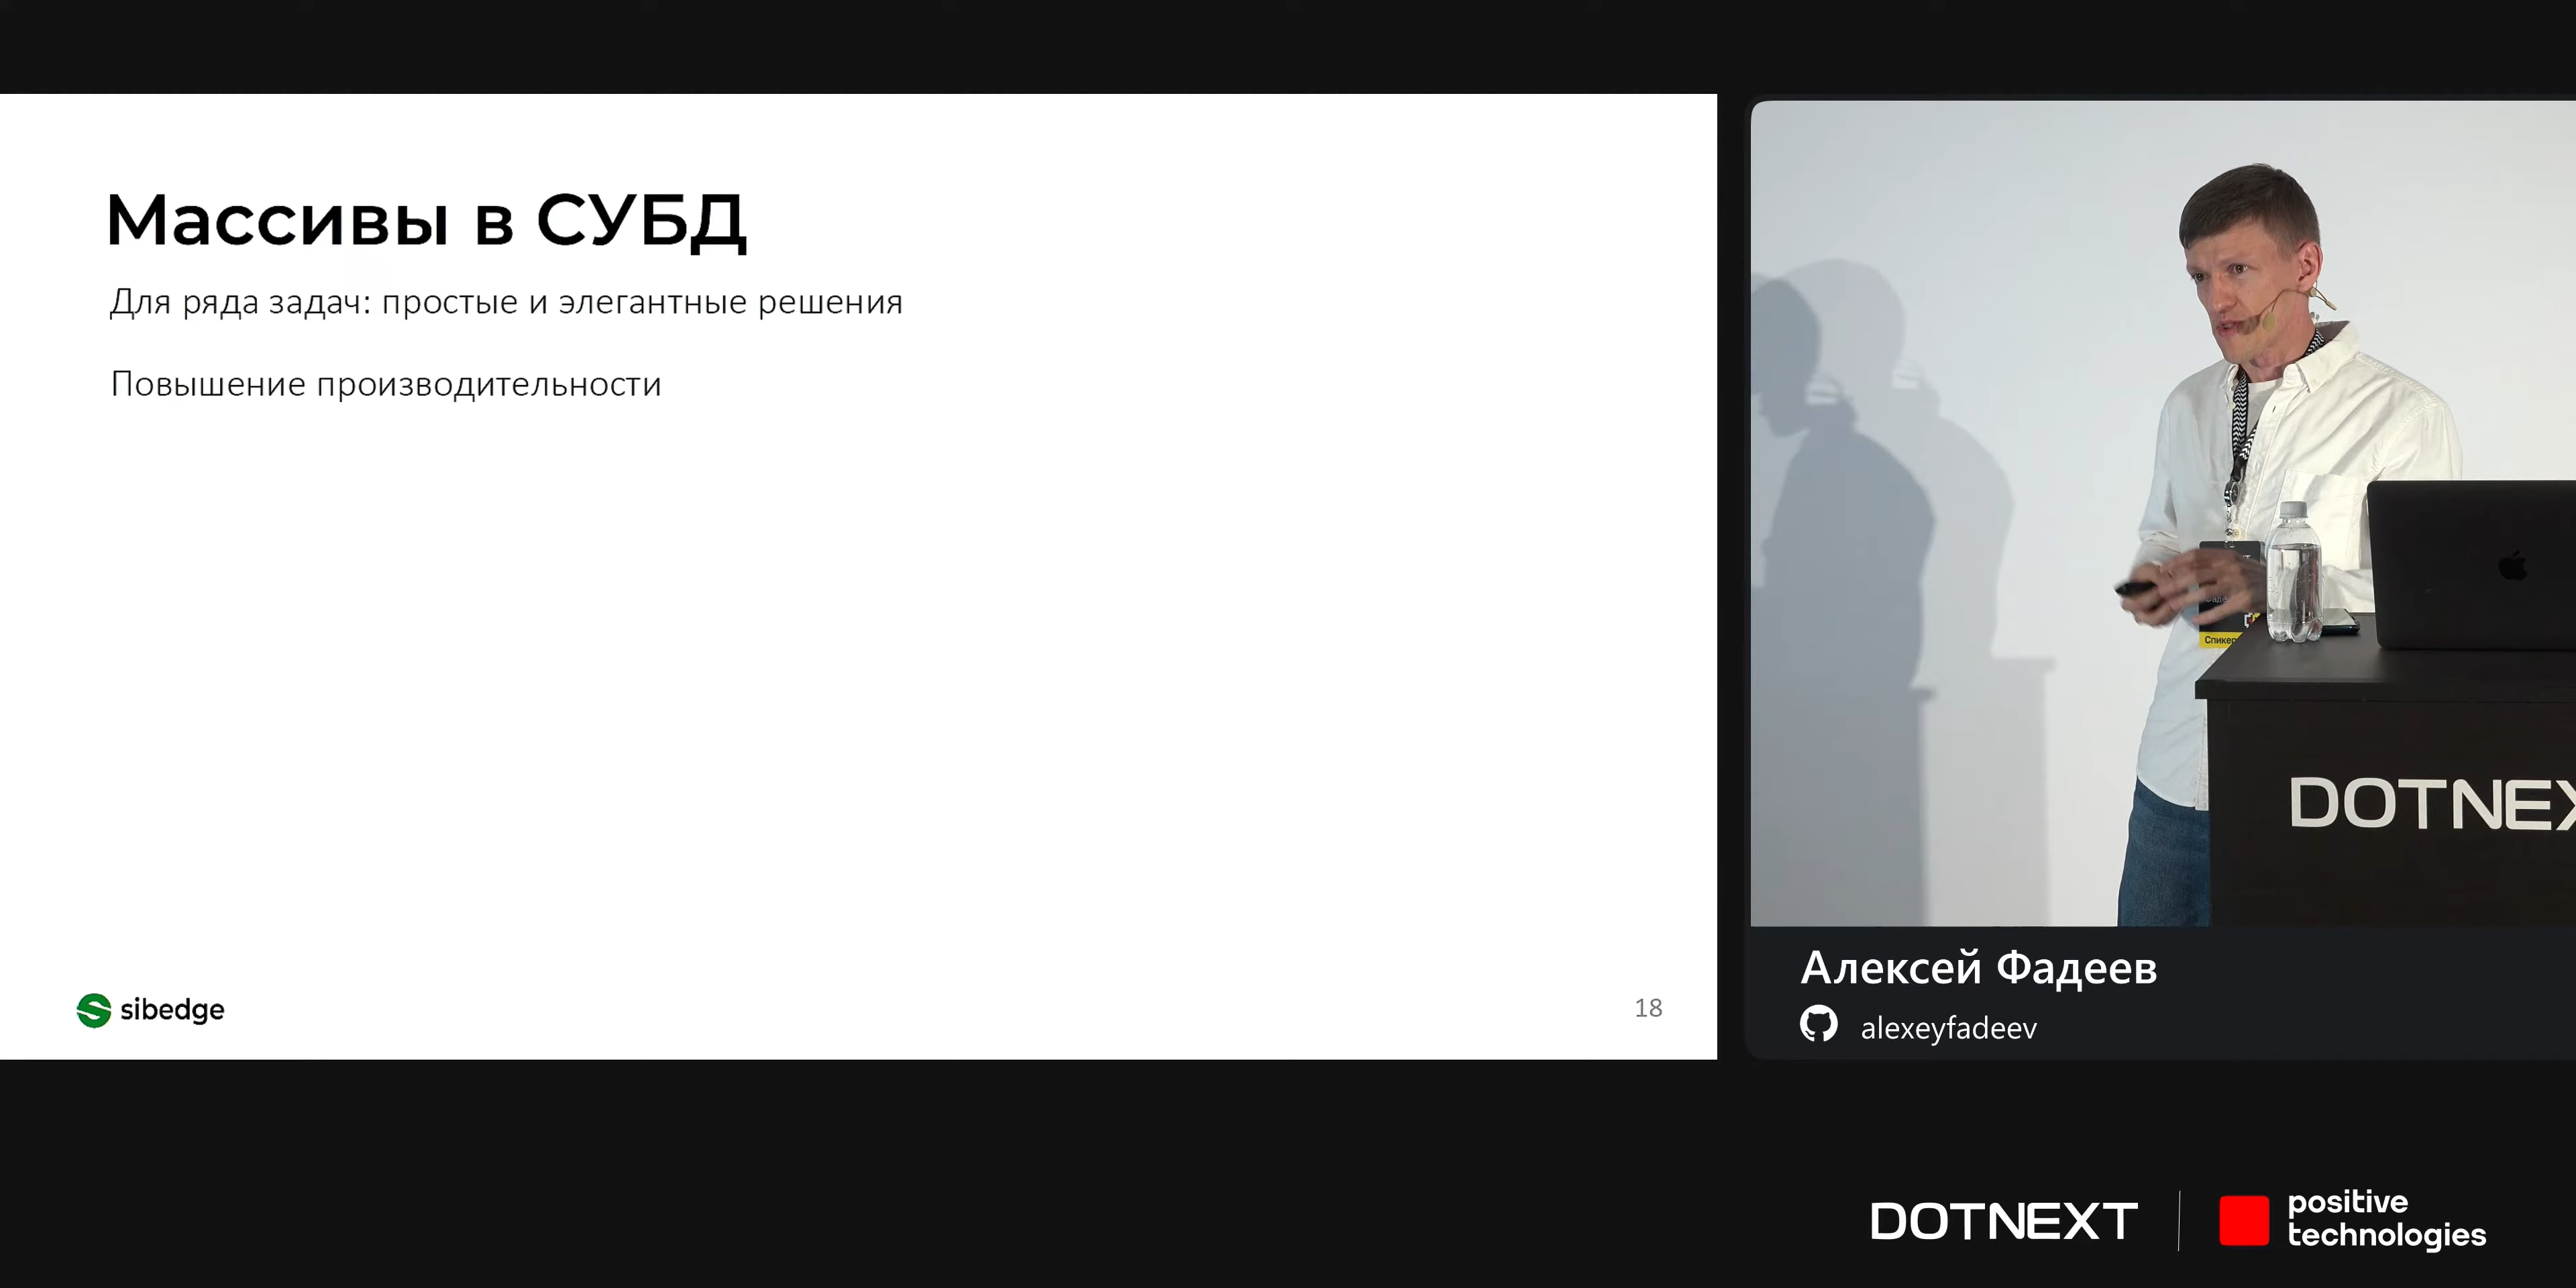 Массивы в СУБД
Для ряда задач: простые и элегантные решения
Повышение производительности
sibedge
18
Спикер
DOTNEX
Алексей Фадеев
alexeyfadeev
DOTNEXT
positive
technologies